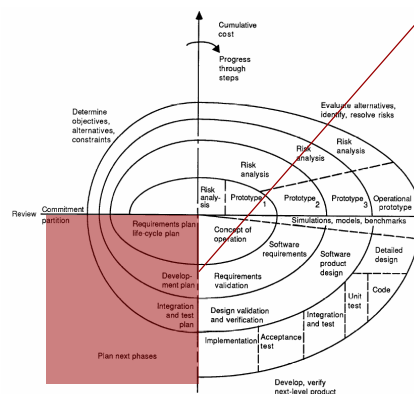 Cumulative
cost
Progress
through
steps
Determine
objectives,
alternatives,
constraints
Evaluate alternatives,
identify, resolve risks
Risk
analysis
Risk
analysis
Risk
analysis
Risk
analy-
sis
Prototype
1
Prototype
2
Prototype
3
Operational
prototype
Review
Commitment
partition
Simulations, models, benchmarks
Requirements plan
life-cycle plan
Concept of
operation
Software
requirements
Software
product
design
Detailed
design
Develop-
ment plan
Requirements
validation
Code
Unit
test
Integration
and test
plan
Design validation
and verification
Integration
and test
Acceptance
test
Implementation
Plan next phases
Develop, verify
next-level product